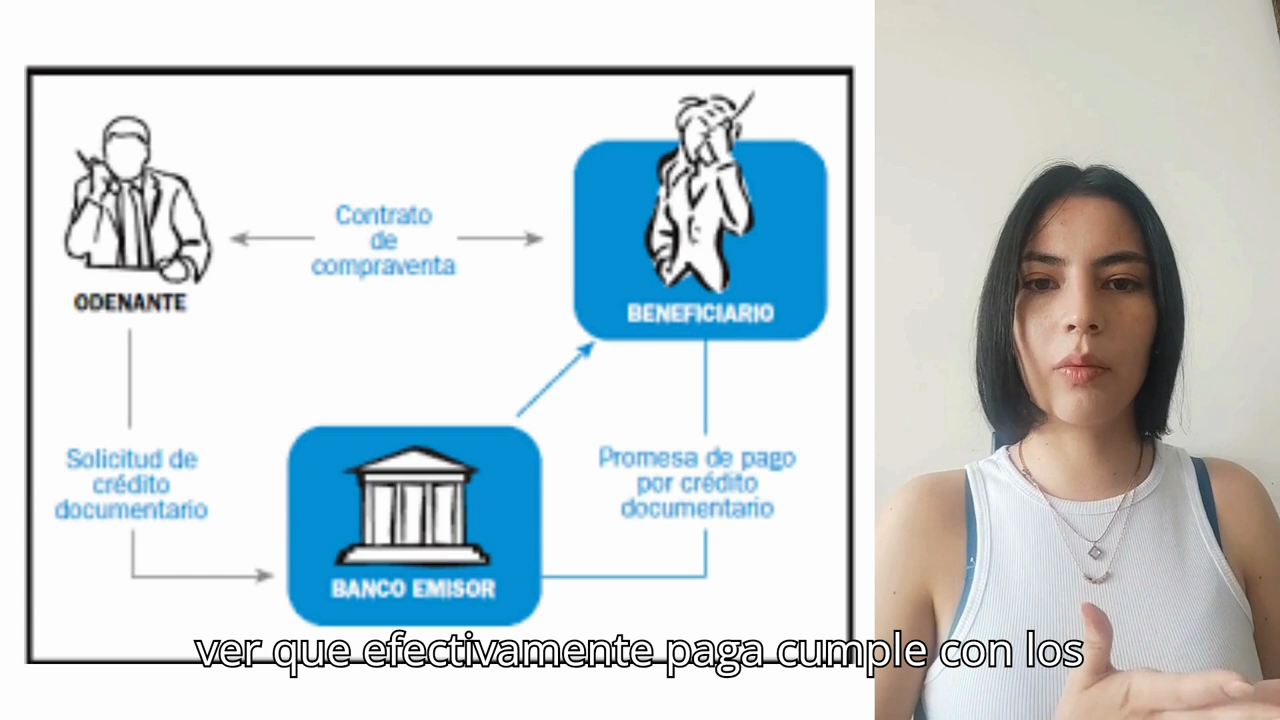 Contrato
de
compraventa
ODENANTE
BENEFICIARIO
Solicitud de
crédito
documentario
Promesa de pago
por crédito
documentario
BANCO EMISOR
ver que efectivamente paga cumple con los